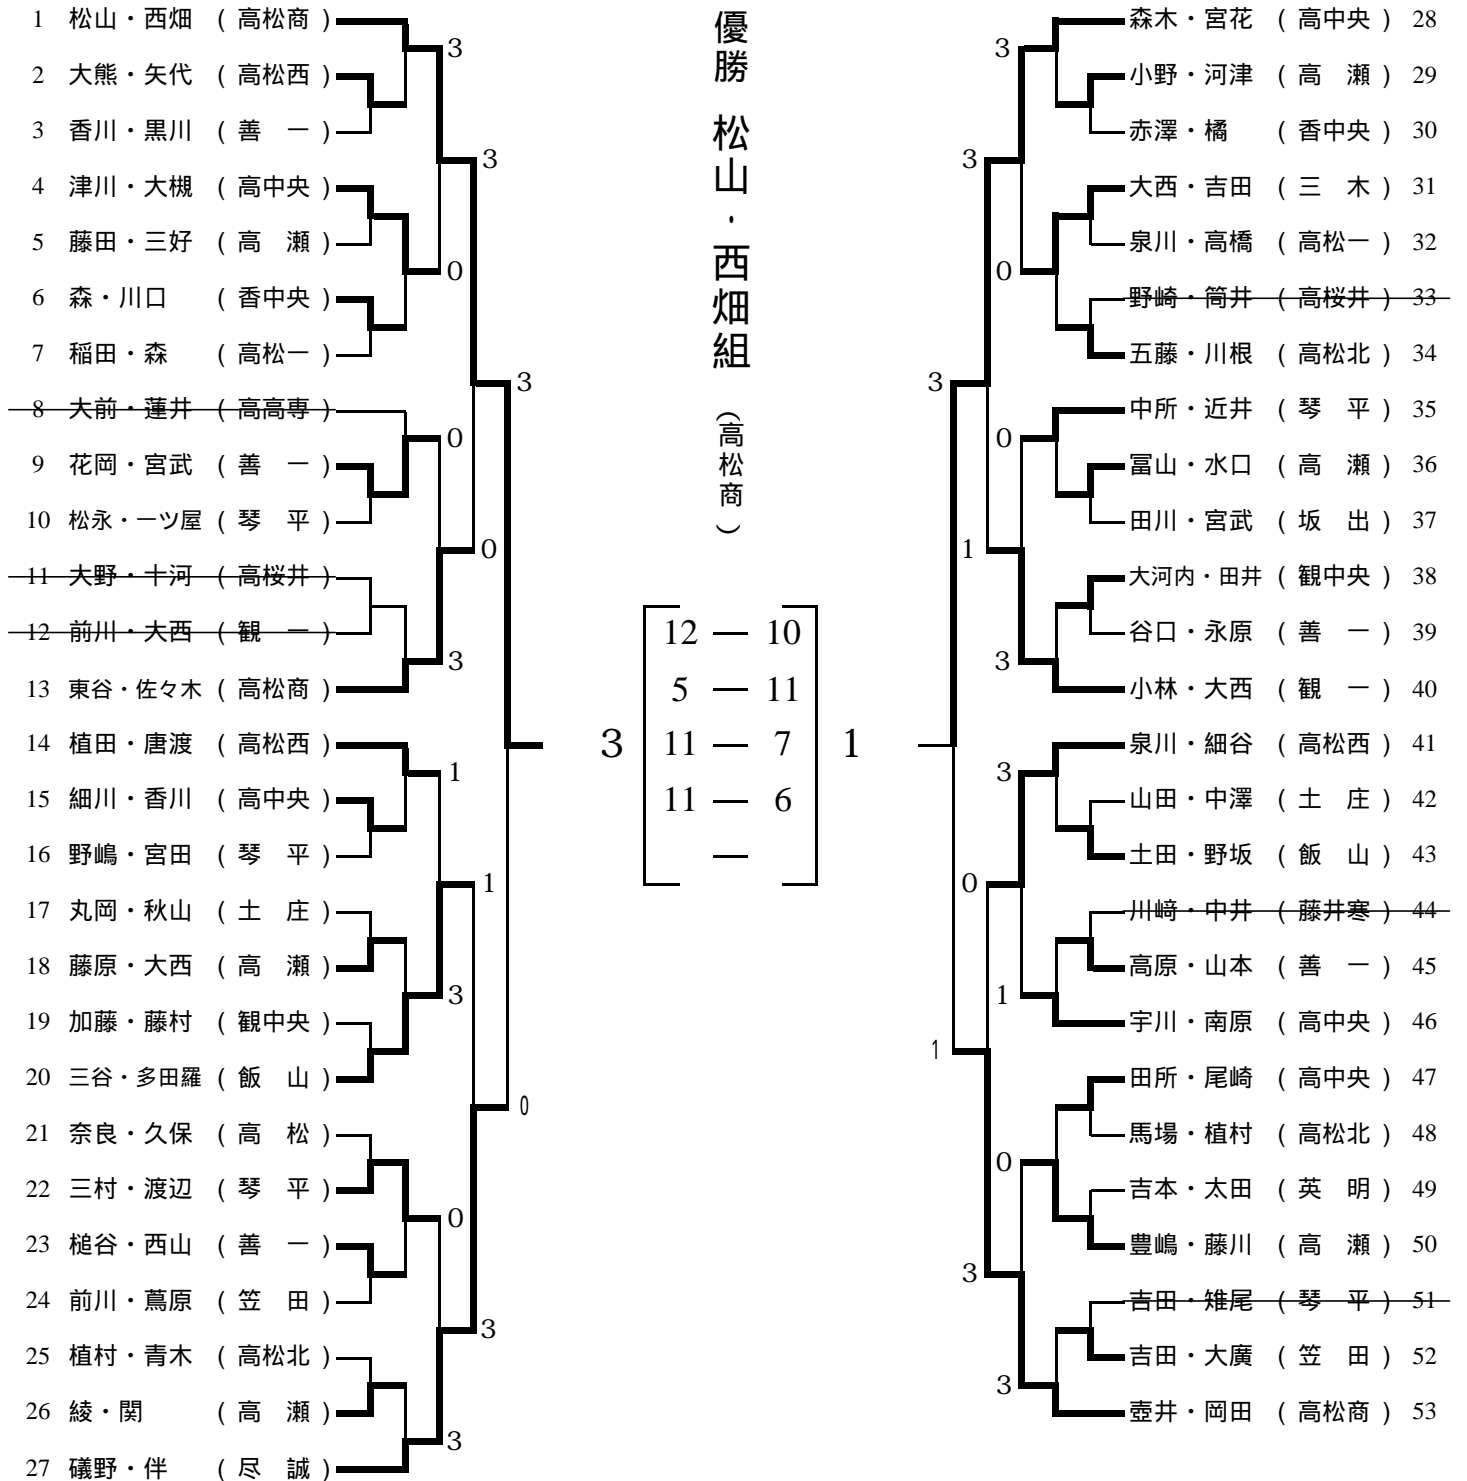 1 松山・西畑 ( 高松商 )
2 大熊・矢代 ( 高松西 )
3 香川・黒川 ( 善 一 )
4 津川・大槻 ( 高中央 )
5 藤田・三好 ( 高 瀬 )
6 森・川口 ( 香中央 )
7 稲田・森 ( 高松一 )
8 大前・蓮井 ( 高高専 )
9 花岡・宮武 ( 善 一 )
10 松永・一ツ屋 ( 琴 平 )
11 大野・十河 ( 高桜井 )
12 前川・大西 ( 観 一 )
13 東谷・佐々木 ( 高松商 )
14 植田・唐渡 ( 高松西 )
15 細川・香川 ( 高中央 )
16 野嶋・宮田 ( 琴 平 )
17 丸岡・秋山 ( 土 庄 )
18 藤原・大西 ( 高 瀬 )
19 加藤・藤村 ( 観中央 )
20 三谷・多田羅 ( 飯 山 )
21 奈良・久保 ( 高 松 )
22 三村・渡辺 ( 琴 平 )
23 槌谷・西山 ( 善 一 )
24 前川・蔦原 ( 笠 田 )
25 植村・青木 ( 高松北 )
26 綾・関 ( 高 瀬 )
27 礒野・伴 ( 尽 誠 )
3
0
0
3
1
3
0
3
3
0
1
3
3
0
優勝 松山・西畑組 (高松商)
3
12 — 10
5 — 11
11 — 7
11 — 6
—
1
3
1
3
1
0
3
3
0
0
3
3
1
0
3
森木・宮花 ( 高中央 ) 28
小野・河津 ( 高 瀬 ) 29
赤澤・橘 ( 香中央 ) 30
大西・吉田 ( 三 木 ) 31
泉川・高橋 ( 高松一 ) 32
野崎・筒井 ( 高桜井 ) 33
五藤・川根 ( 高松北 ) 34
中所・近井 ( 琴 平 ) 35
冨山・水口 ( 高 瀬 ) 36
田川・宮武 ( 坂 出 ) 37
大河内・田井 ( 観中央 ) 38
谷口・永原 ( 善 一 ) 39
小林・大西 ( 観 一 ) 40
泉川・細谷 ( 高松西 ) 41
山田・中澤 ( 土 庄 ) 42
土田・野坂 ( 飯 山 ) 43
川﨑・中井 ( 藤井寒 ) 44
高原・山本 ( 善 一 ) 45
宇川・南原 ( 高中央 ) 46
田所・尾崎 ( 高中央 ) 47
馬場・植村 ( 高松北 ) 48
吉本・太田 ( 英 明 ) 49
豊嶋・藤川 ( 高 瀬 ) 50
吉田・雉尾 ( 琴 平 ) 51
吉田・大廣 ( 笠 田 ) 52
壺井・岡田 ( 高松商 ) 53